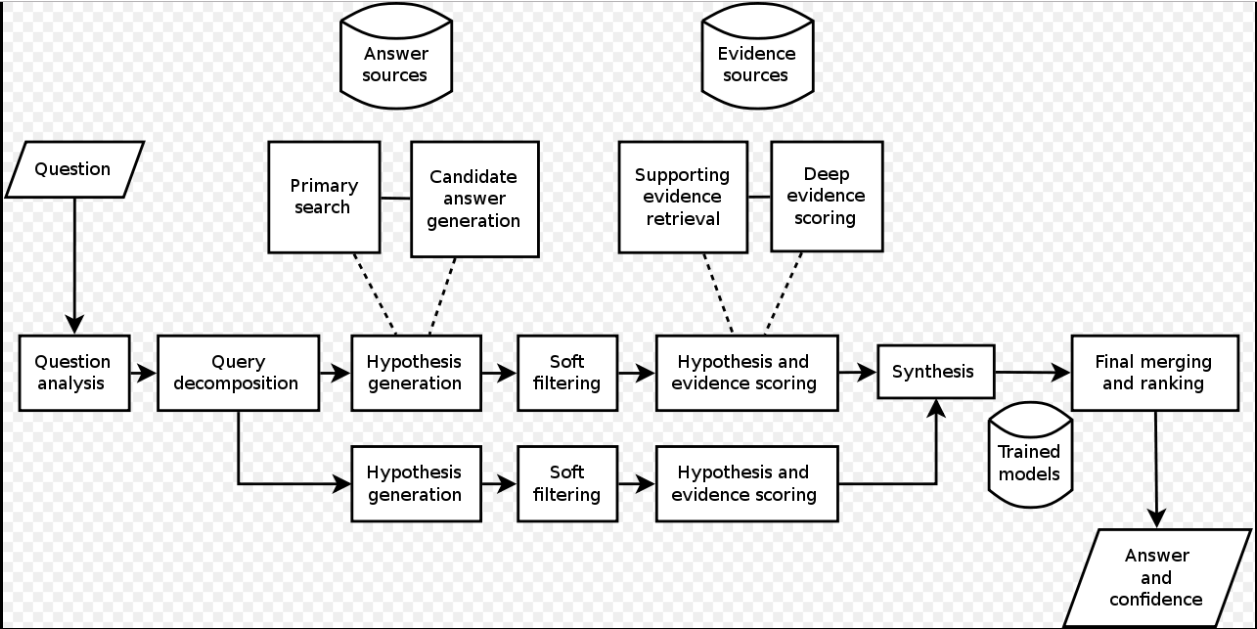 Answer
sources
Evidence
sources
Question
Primary
search
Candidate
answer
generation
Supporting
evidence
retrieval
Deep
evidence
scoring
Question
analysis
Query
decomposition
Hypothesis
generation
Soft
filtering
Hypothesis and
evidence scoring
Synthesis
Final merging
and ranking
Trained
models
Hypothesis
generation
Soft
filtering
Hypothesis and
evidence scoring
Answer
and
confidence